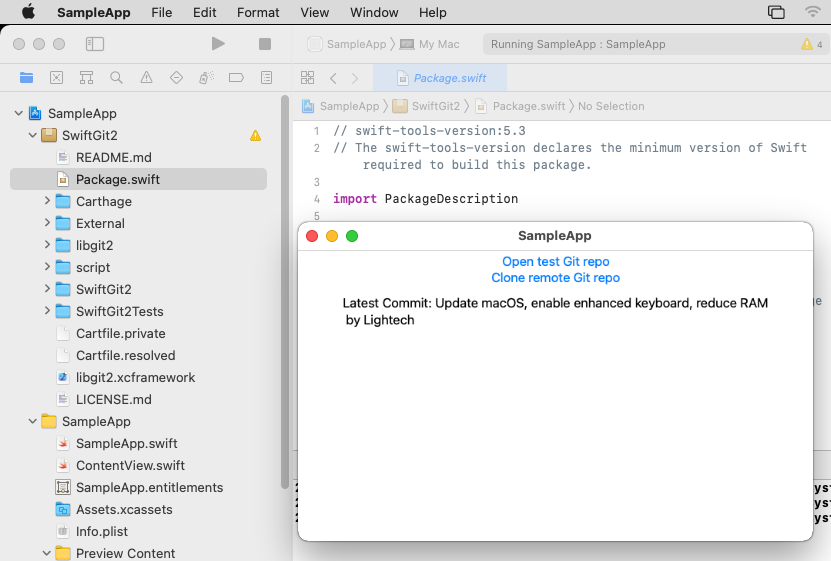 SampleApp File Edit Format View Window Help
SampleApp My Mac
Running SampleApp : SampleApp
4
Package.swift
SampleApp
SwiftGit2
README.md
Package.swift
Carthage
External
libgit2
script
SwiftGit2
SwiftGit2Tests
Cartfile.private
Cartfile.resolved
libgit2.xcframework
LICENSE.md
SampleApp
SampleApp.swift
ContentView.swift
SampleApp.entitlements
Assets.xcassets
Info.plist
Preview Content
SampleApp SwiftGit2 Package.swift No Selection
1 // swift-tools-version:5.3
2 // The swift-tools-version declares the minimum version of Swift
required to build this package.
3
4 import PackageDescription
5
SampleApp
Open test Git repo
Clone remote Git repo
Latest Commit: Update macOS, enable enhanced keyboard, reduce RAM
by Lightech